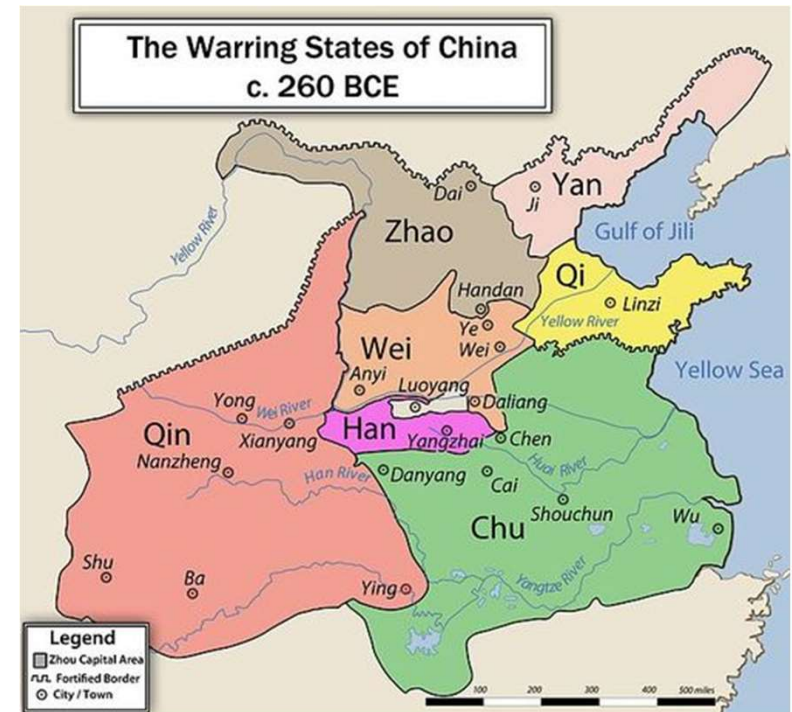 The Warring States of China
c. 260 BCE
Yellow River
Dai
Ji
Yan
Zhao
Gulf of Jili
Qi
Linzi
Handan
Ye
Yellow River
Wei
Wei
Yellow Sea
Anyi
Luoyang
Daliang
Yong
Wei River
Qin
Xianyang
Han
Yangzhai
Chen
Nanzheng
Han River
Danyang
Cai
Huai River
Shouchun
Chu
Wu
Shu
Ba
Ying
Yangtze River
Legend
Zhou Capital Area
Fortified Border
City / Town
100 200 300 400 500 miles